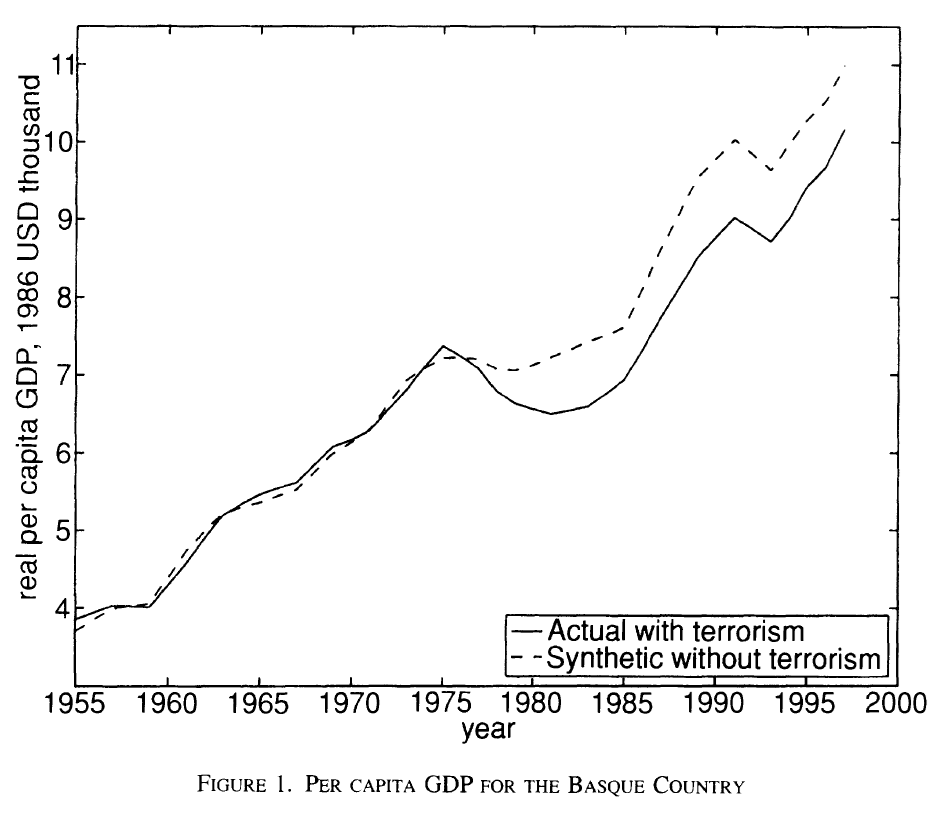 11
10
9
8
7
6
5
4
real per capita GDP, 1986 USD thousand
1955 1960 1965 1970 1975 1980 1985 1990 1995 2000
year
Actual with terrorism
Synthetic without terrorism
FIGURE 1. PER CAPITA GDP FOR THE BASQUE COUNTRY